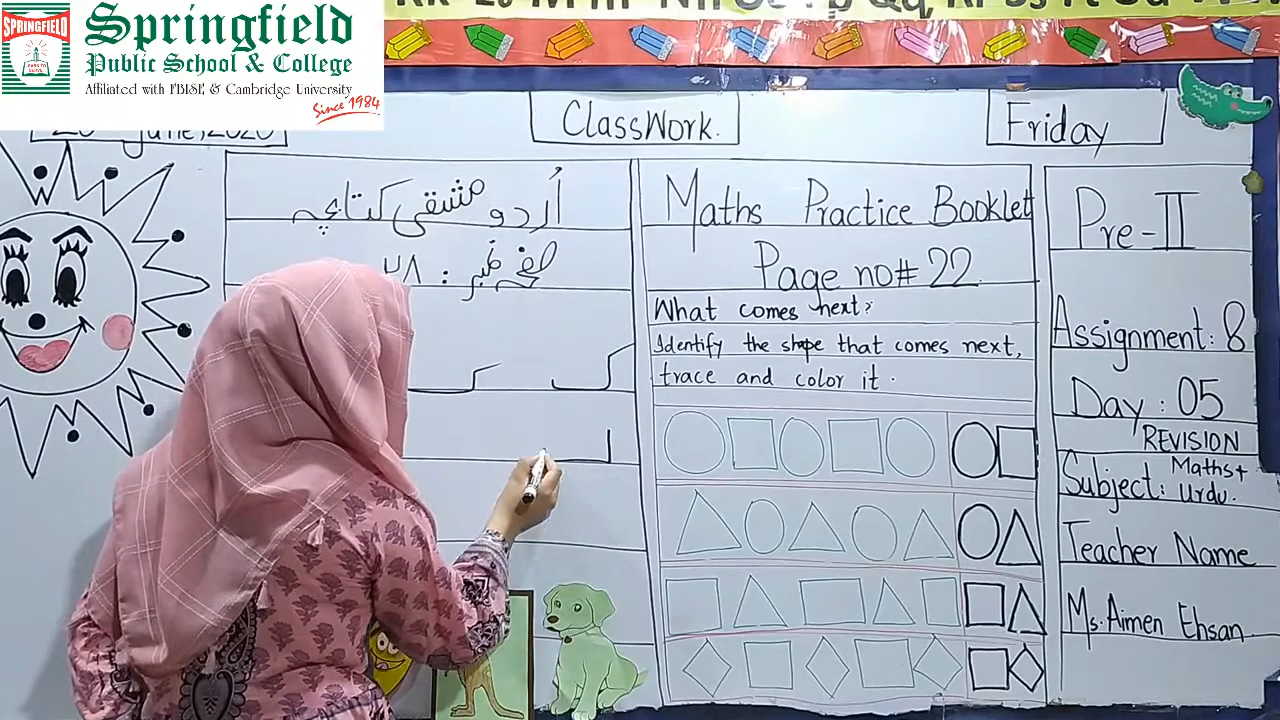 SPRINGFIELD
Springfield
Public School & College
Affiliated with FBISE & Cambridge University
Since 1984
ClassWork.
Friday
اُردو مشقی کتابچہ
صفحہ نمبر: ۲۸
Maths Practice Booklet
Page no# 22
What comes next?
Identify the shape that comes next,
trace and color it.
Pre-II
Assignment: 8
Day: 05
REVISION
Subject: Maths+
Urdu.
Teacher Name
Ms. Aimen Ehsan.